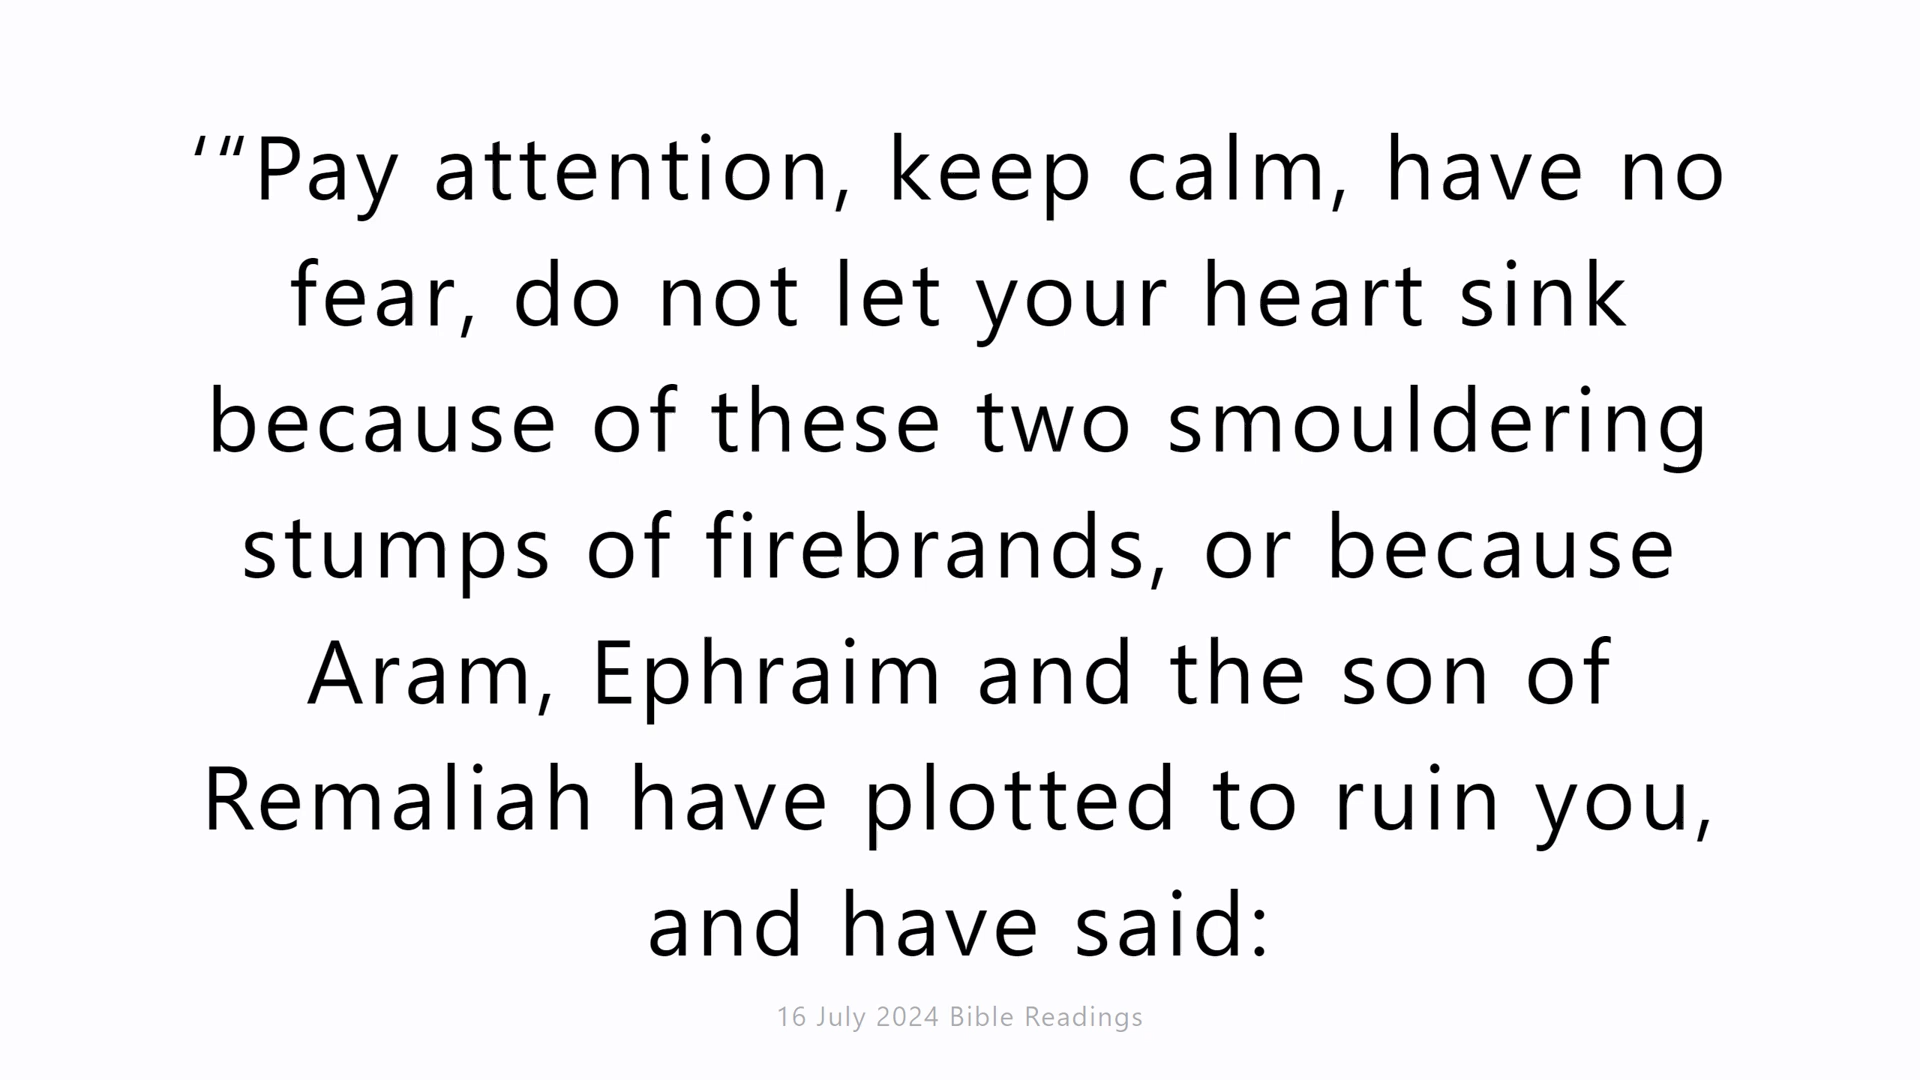 ‘“Pay attention, keep calm, have no
fear, do not let your heart sink
because of these two smouldering
stumps of firebrands, or because
Aram, Ephraim and the son of
Remaliah have plotted to ruin you,
and have said:
16 July 2024 Bible Readings